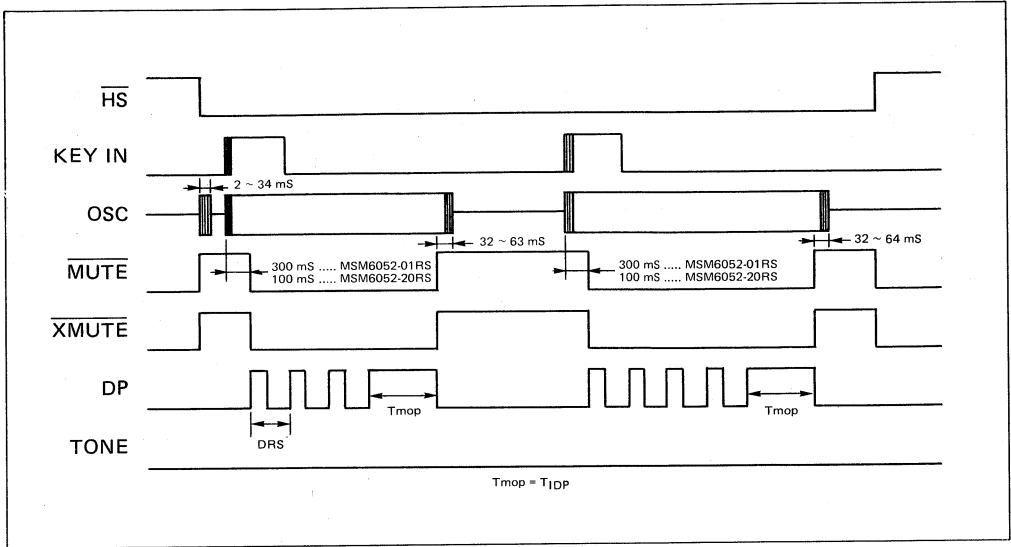 HS
KEY IN
2 ~ 34 mS
OSC
32 ~ 63 mS
32 ~ 64 mS
MUTE
300 mS ..... MSM6052-01RS
100 mS ..... MSM6052-20RS
300 mS ..... MSM6052-01RS
100 mS ..... MSM6052-20RS
XMUTE
DP
Tmop
Tmop
DRS
TONE
Tmop = TIDP